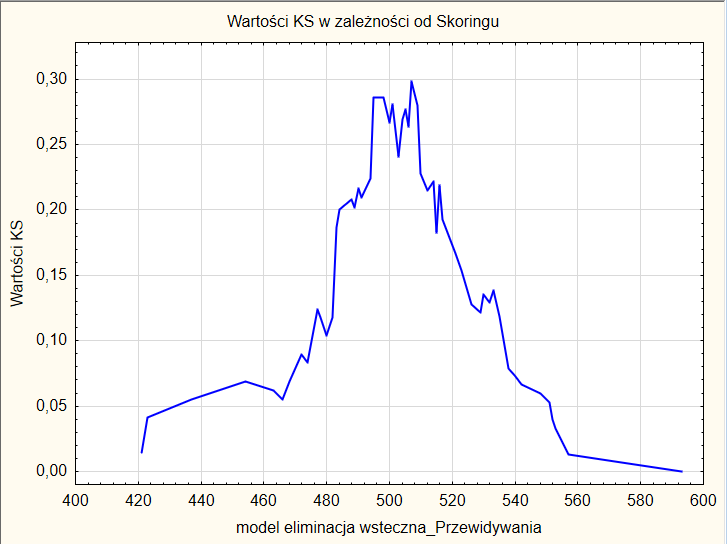 Wartości KS w zależności od Skoringu
0,30
0,25
0,20
0,15
0,10
0,05
0,00
Wartości KS
400 420 440 460 480 500 520 540 560 580 600
model eliminacja wsteczna_Przewidywania